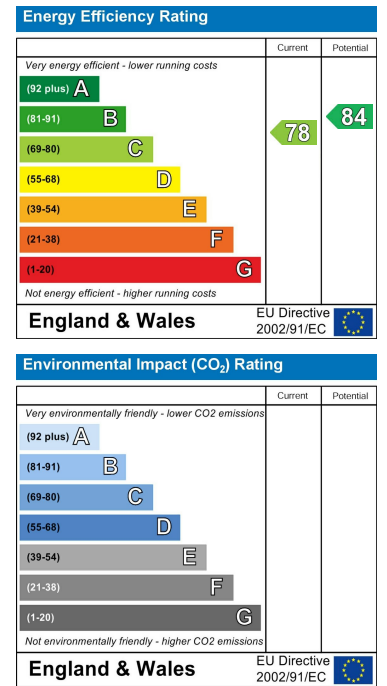 Energy Efficiency Rating
Current Potential
Very energy efficient - lower running costs
(92 plus) A
(81-91) B
(69-80) C
(55-68) D
(39-54) E
(21-38) F
(1-20) G
78
84
Not energy efficient - higher running costs
England & Wales
EU Directive
2002/91/EC
Environmental Impact (CO₂) Rating
Current Potential
Very environmentally friendly - lower CO2 emissions
(92 plus) A
(81-91) B
(69-80) C
(55-68) D
(39-54) E
(21-38) F
(1-20) G
Not environmentally friendly - higher CO2 emissions
England & Wales
EU Directive
2002/91/EC